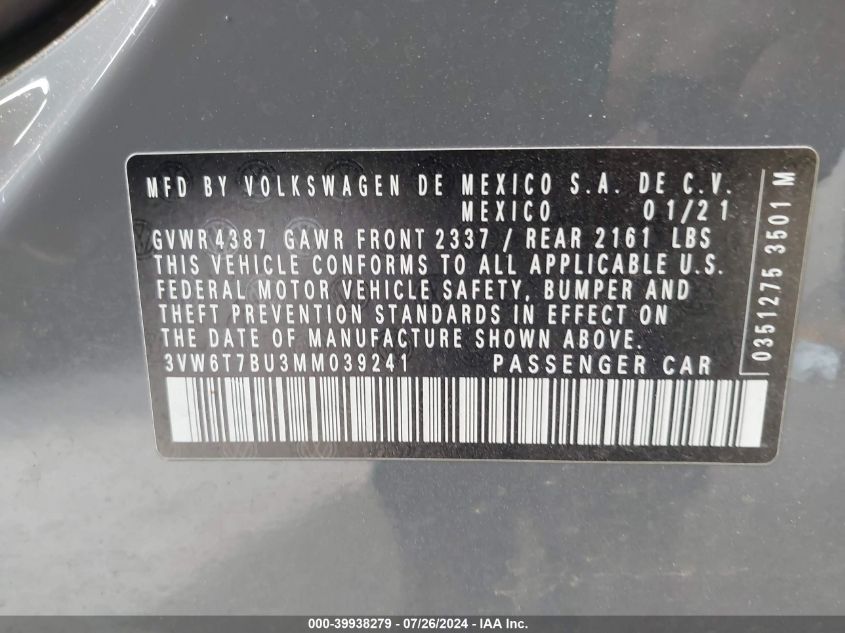 MFD BY VOLKSWAGEN DE MEXICO S.A. DE C.V.
MEXICO 01/21
GVWR 4387 GAWR FRONT 2337 / REAR 2161 LBS
THIS VEHICLE CONFORMS TO ALL APPLICABLE U.S.
FEDERAL MOTOR VEHICLE SAFETY, BUMPER AND
THEFT PREVENTION STANDARDS IN EFFECT ON
THE DATE OF MANUFACTURE SHOWN ABOVE.
3VW6T7BU3MM039241 PASSENGER CAR
0351275 3501 M
000-39938279 - 07/26/2024 - IAA Inc.